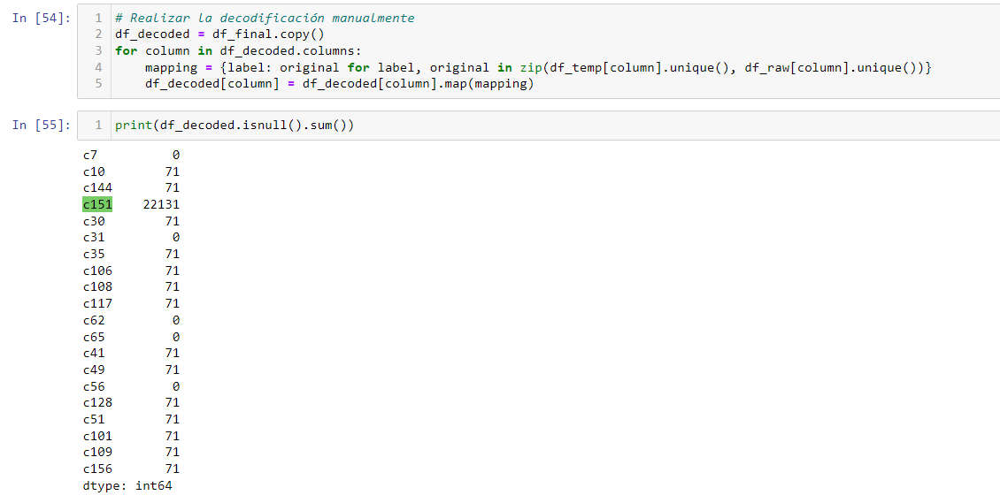 In [54]:
1 # Realizar la decodificación manualmente
2 df_decoded = df_final.copy()
3 for column in df_decoded.columns:
4     mapping = {label: original for label, original in zip(df_temp[column].unique(), df_raw[column].unique())}
5     df_decoded[column] = df_decoded[column].map(mapping)
In [55]:
1 print(df_decoded.isnull().sum())
c7          0
c10        71
c144       71
c151    22131
c30        71
c31         0
c35        71
c106       71
c108       71
c117       71
c62         0
c65         0
c41        71
c49        71
c56         0
c128       71
c51        71
c101       71
c109       71
c156       71
dtype: int64